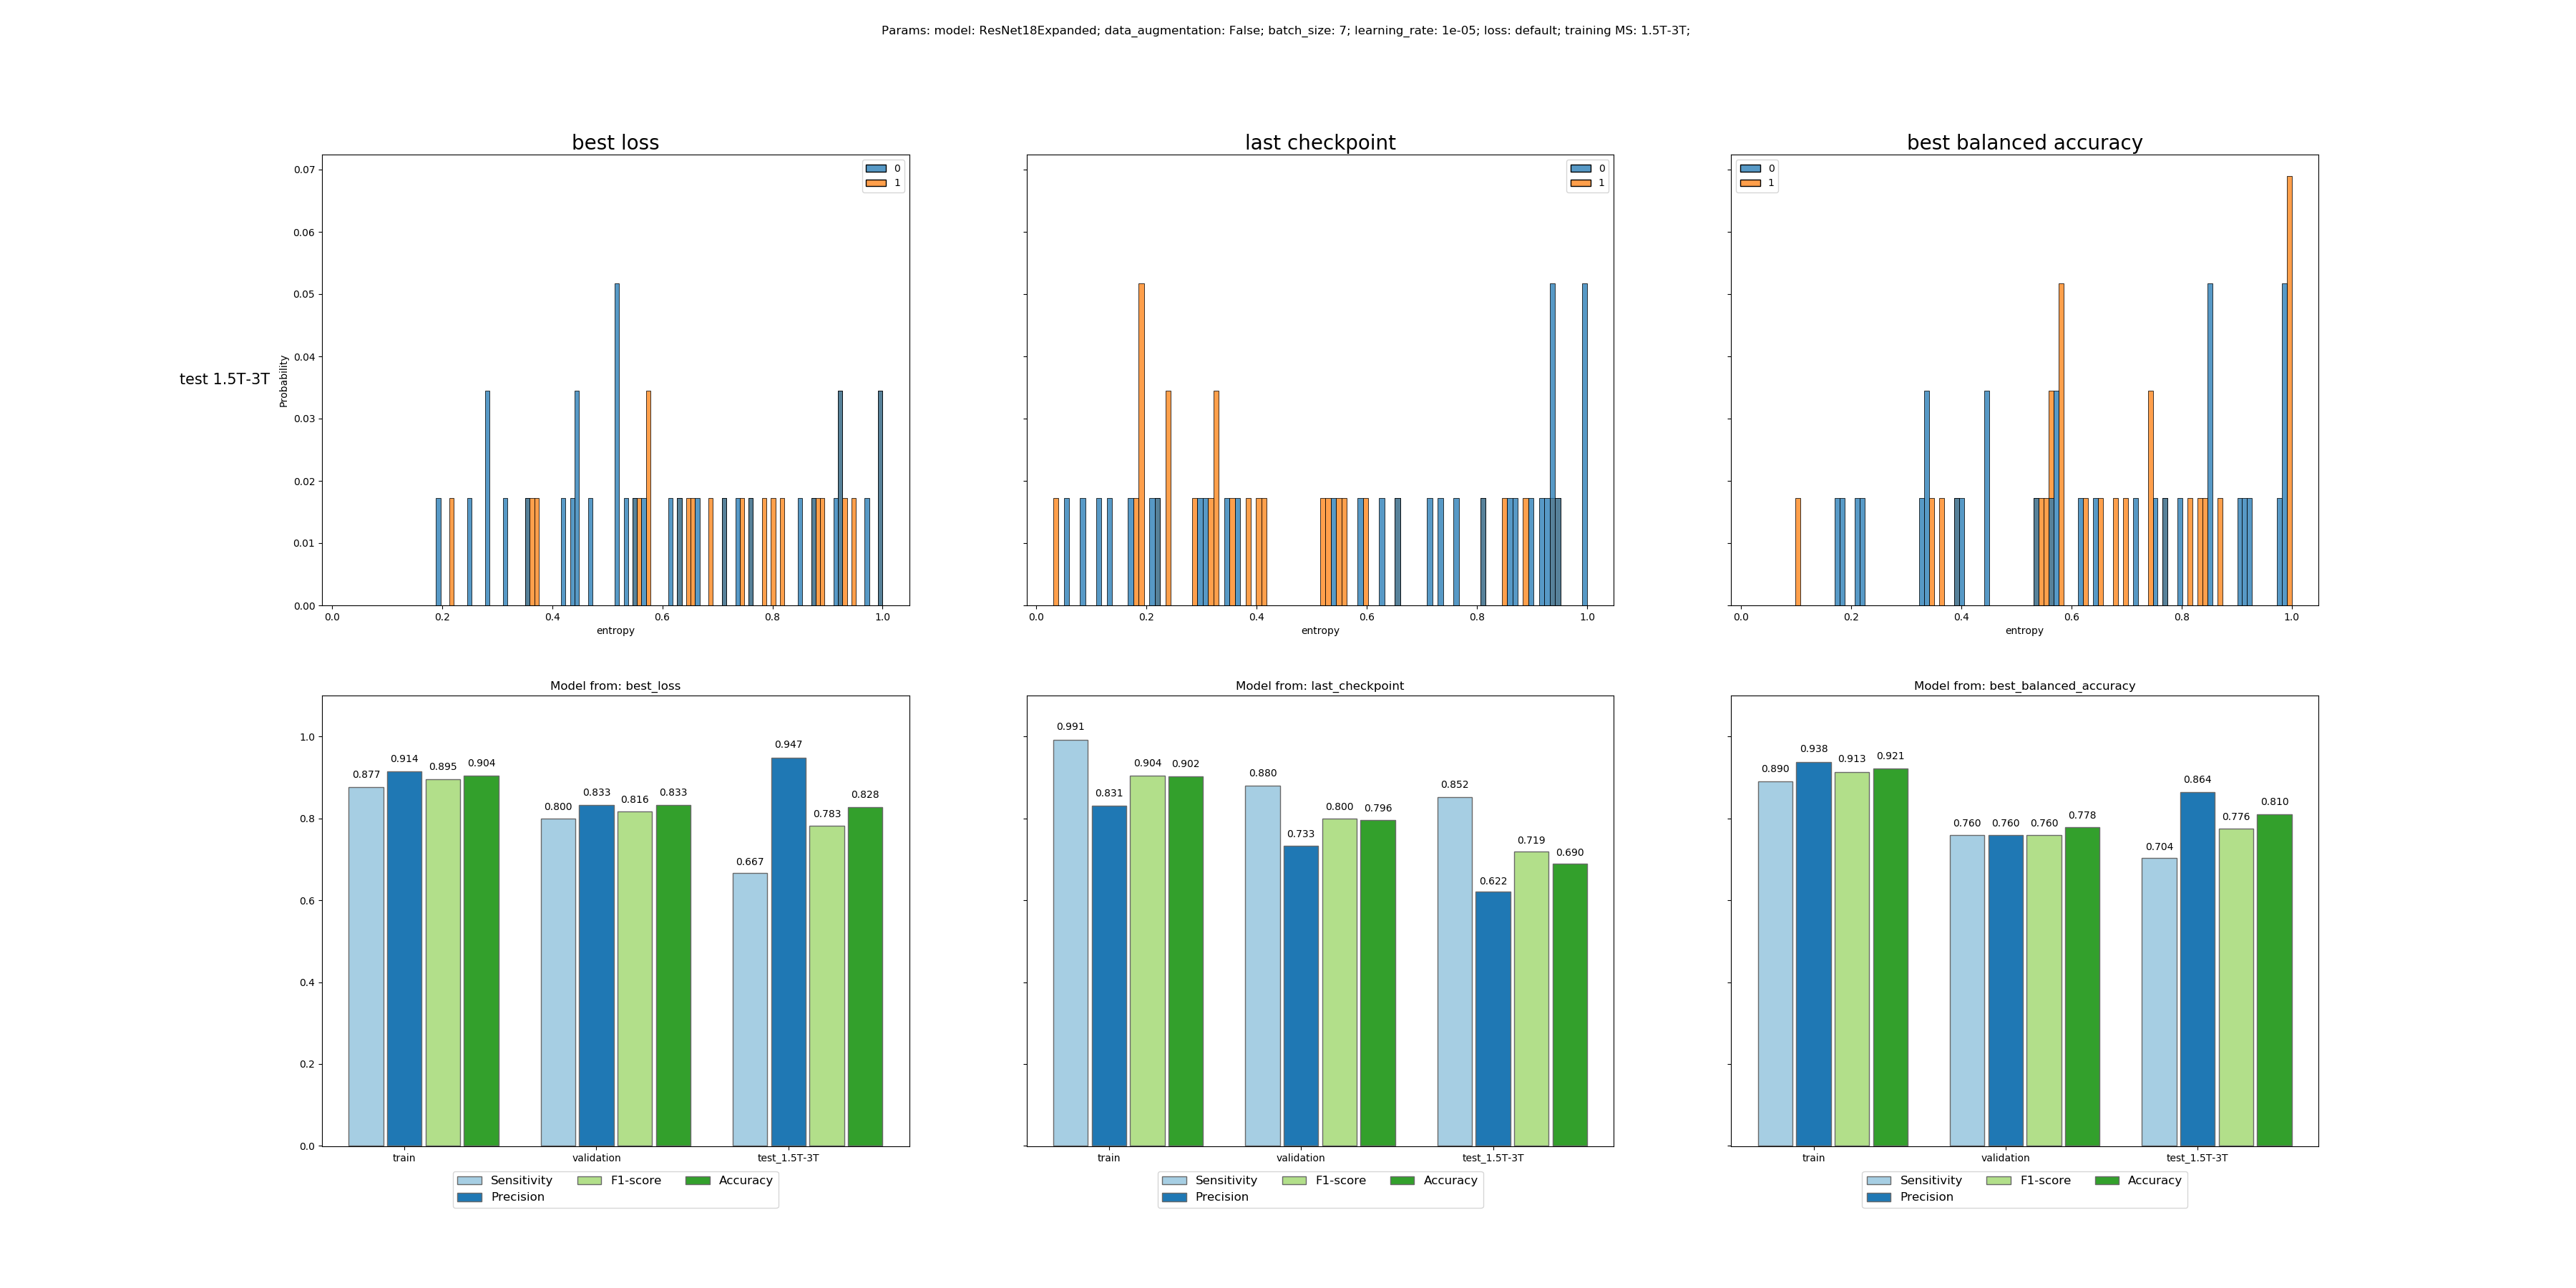 Params: model: ResNet18Expanded; data_augmentation: False; batch_size: 7; learning_rate: 1e-05; loss: default; training MS: 1.5T-3T;
best loss
last checkpoint
best balanced accuracy
test 1.5T-3T
Probability
0.07
0.06
0.05
0.04
0.03
0.02
0.01
0.00
0
1
0.0 0.2 0.4 0.6 0.8 1.0
entropy
0
1
0.0 0.2 0.4 0.6 0.8 1.0
entropy
0
1
0.0 0.2 0.4 0.6 0.8 1.0
entropy
Model from: best_loss
1.0
0.8
0.6
0.4
0.2
0.0
0.877 0.914 0.895 0.904
0.800 0.833 0.816 0.833
0.667 0.947 0.783 0.828
train validation test_1.5T-3T
Sensitivity F1-score Accuracy
Precision
Model from: last_checkpoint
0.991 0.831 0.904 0.902
0.880 0.733 0.800 0.796
0.852 0.622 0.719 0.690
train validation test_1.5T-3T
Sensitivity F1-score Accuracy
Precision
Model from: best_balanced_accuracy
0.890 0.938 0.913 0.921
0.760 0.760 0.760 0.778
0.704 0.864 0.776 0.810
train validation test_1.5T-3T
Sensitivity F1-score Accuracy
Precision